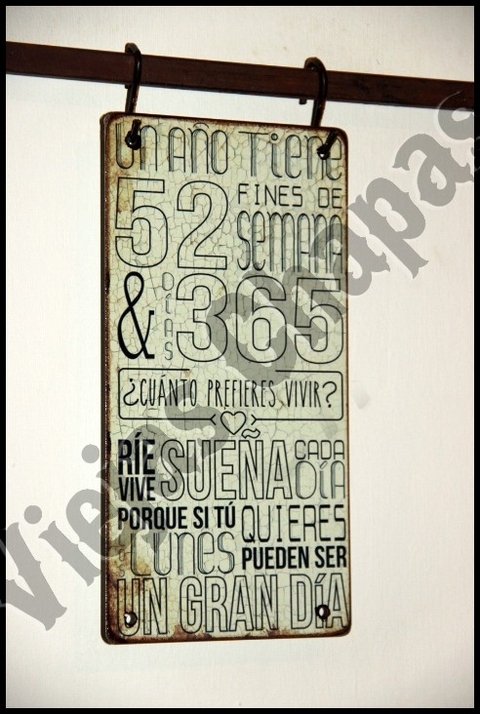 UN AÑO Tiene
52 FINES DE
semana
& DÍAS 365
¿CUÁNTO PREFIERES VIVIR?
RÍE VIVE SUEÑA CADA DÍA
PORQUE SI TÚ QUIERES
LOS Lunes PUEDEN SER
UN GRAN DÍA
Viejas Chapas